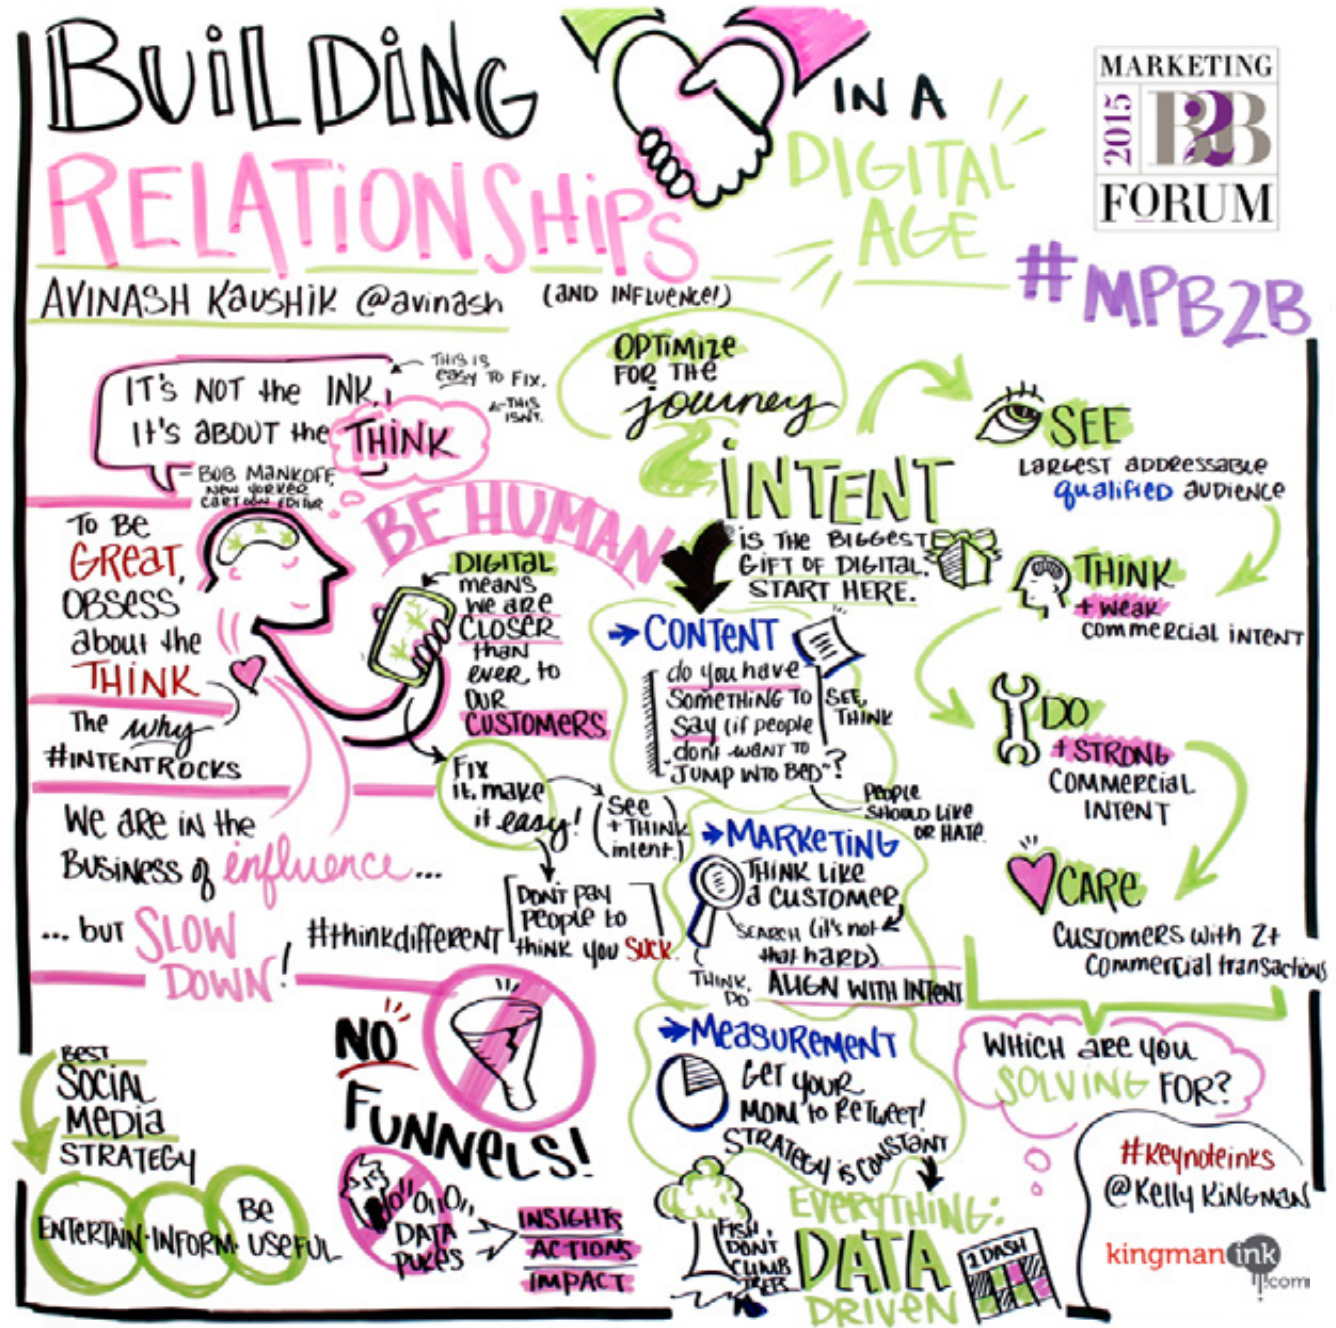 BUiLDiNG
RELATiONSHiPS
IN A
DIGITAL
AGE
MARKETING
2015
B2B
FORUM
#MPB2B
AVINASH KAUSHIK @avinash
(AND INFLUENCE!)
IT'S NOT the INK,
It's ABOUT the THINK
THIS IS
easy TO FIX.
THIS
ISN'T.
- BOB MANKOFF,
NEW YORKER
CARTOON EDITOR
TO BE
GREAT,
OBSESS
about the
THINK
The why
#INTENTROCKS
BE HUMAN
DIGITAL
means
we are
CLOSER
than
ever, to
OUR
CUSTOMERS
FIX
it, make
it easy!
(See
+ THINK
intent.)
DON'T PAY
people to
think you SUCK.
We are in the
BUSINESS of influence...
... but SLOW
DOWN!
#thinkdifferent
OPTiMiZE
FOR THE
journey
iNTENT
IS THE BIGGEST
GIFT OF DIGITAL.
START HERE.
CONTENT
do you have
SOMETHING TO
Say (if people
don't WANT TO
"JUMP INTO BED"?
SEE,
THINK
PEOPLE
SHOULD LIKE
OR HATE.
MARKETING
THINK LIKE
a CUSTOMER
SEARCH (it's not
that hARD).
THINK,
DO
ALIGN WITH INTENT
MEASUREMENT
GET YOUR
MOM to RETWEET!
STRATEGY is CONSTANT
EVERYTHING:
DATA
DRIVEN
FISH
DON'T
CLIMB
TREES
1 DASH
SEE
LARGEST ADDRESSABLE
qualified AUDIENCE
THINK
+ WEAK
COMMERCIAL INTENT
DO
+ STRONG
COMMERCIAL
INTENT
CARE
CUSTOMERS with 2+
Commercial transactions
WHICH are you
SOLVING FOR?
NO
FUNNELS!
DATA
PUKES
INSIGHTS
ACTIONS
IMPACT
BEST
SOCIAL
MEDIA
STRATEGY
ENTERTAIN · INFORM · Be USEFUL
#keynoteinks
@Kelly KINGMAN
kingman ink
.com